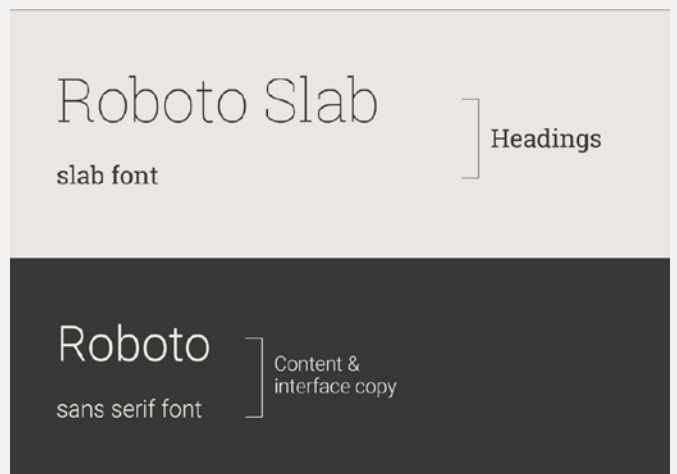 Roboto Slab
slab font
Headings
Roboto
sans serif font
Content &
interface copy